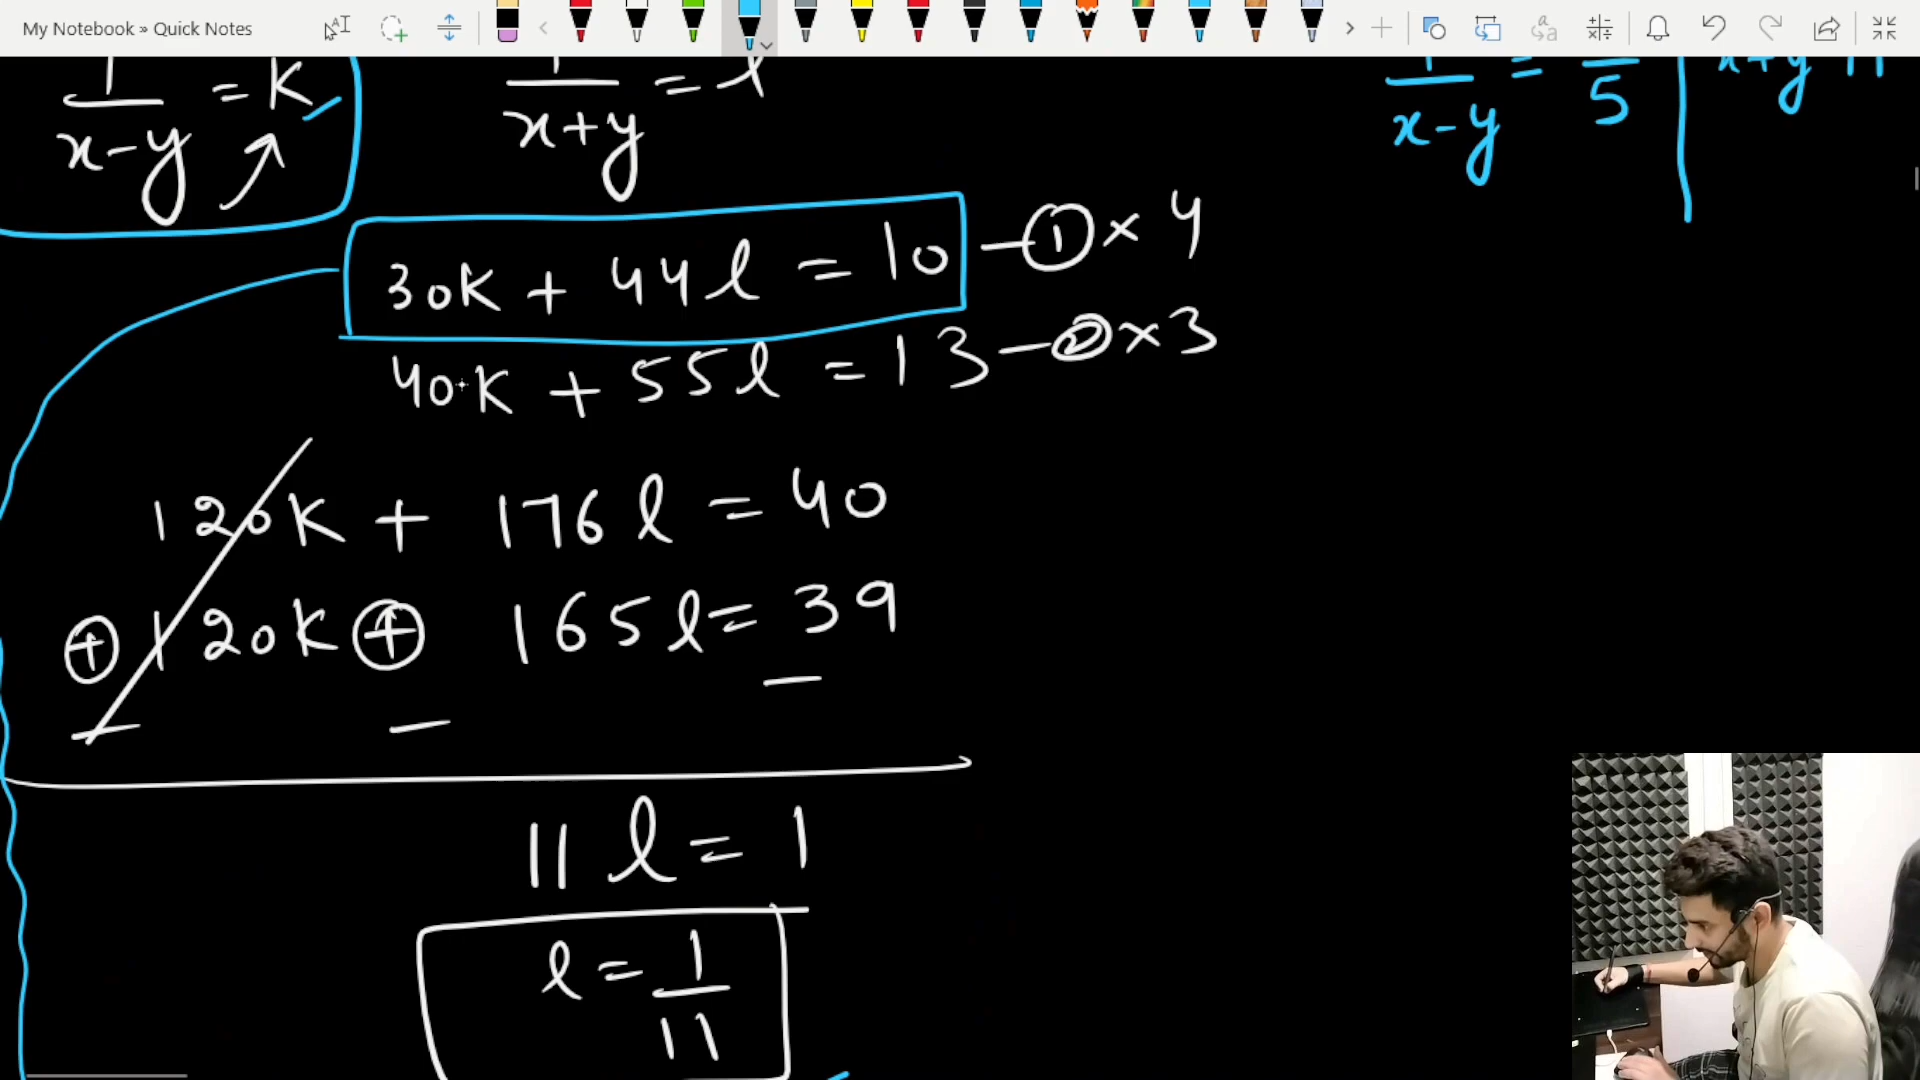 My Notebook » Quick Notes
1/(x-y) = K
1/(x+y) = l
1/(x-y) = /5
x+y 11
30K + 44l = 10 — ① × 4
40K + 55l = 13 — ② × 3
120K + 176l = 40
+ 120K + 165l = 39
— — —
11l = 1
l = 1/11